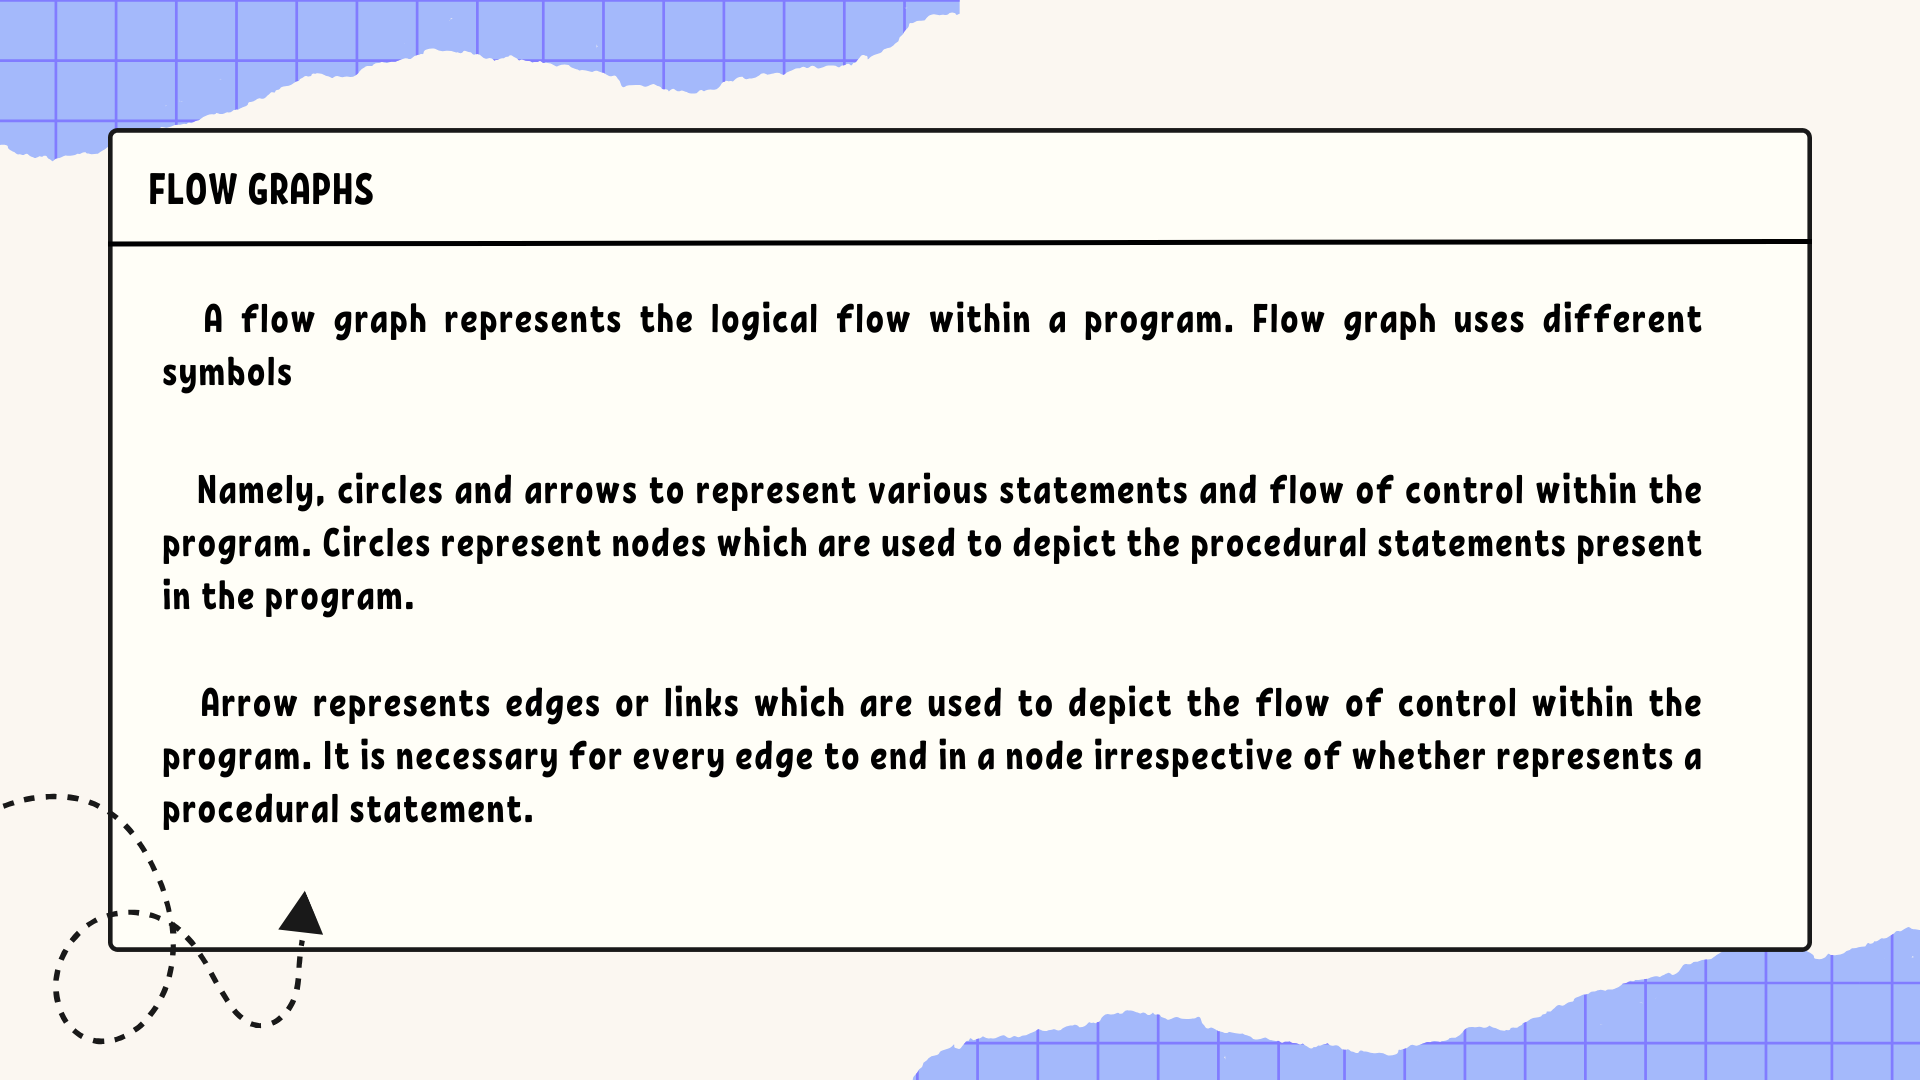 FLOW GRAPHS
A flow graph represents the logical flow within a program. Flow graph uses different
symbols
Namely, circles and arrows to represent various statements and flow of control within the
program. Circles represent nodes which are used to depict the procedural statements present
in the program.
Arrow represents edges or links which are used to depict the flow of control within the
program. It is necessary for every edge to end in a node irrespective of whether represents a
procedural statement.